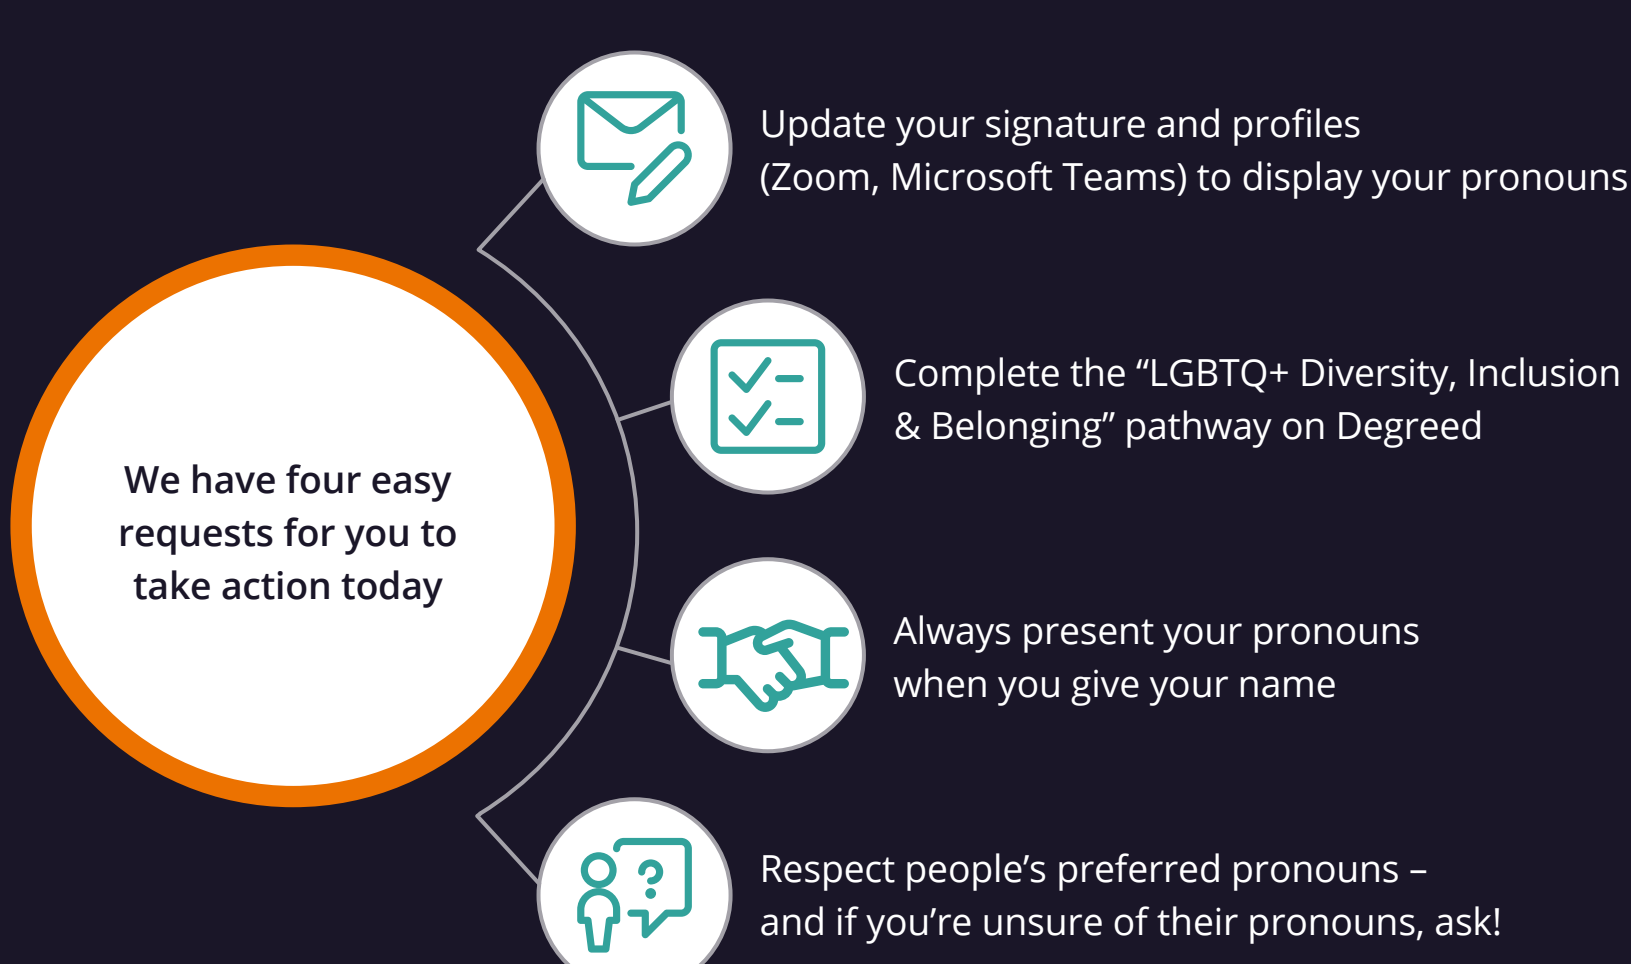 We have four easy
requests for you to
take action today
Update your signature and profiles
(Zoom, Microsoft Teams) to display your pronouns
Complete the “LGBTQ+ Diversity, Inclusion
& Belonging” pathway on Degreed
Always present your pronouns
when you give your name
Respect people’s preferred pronouns –
and if you’re unsure of their pronouns, ask!